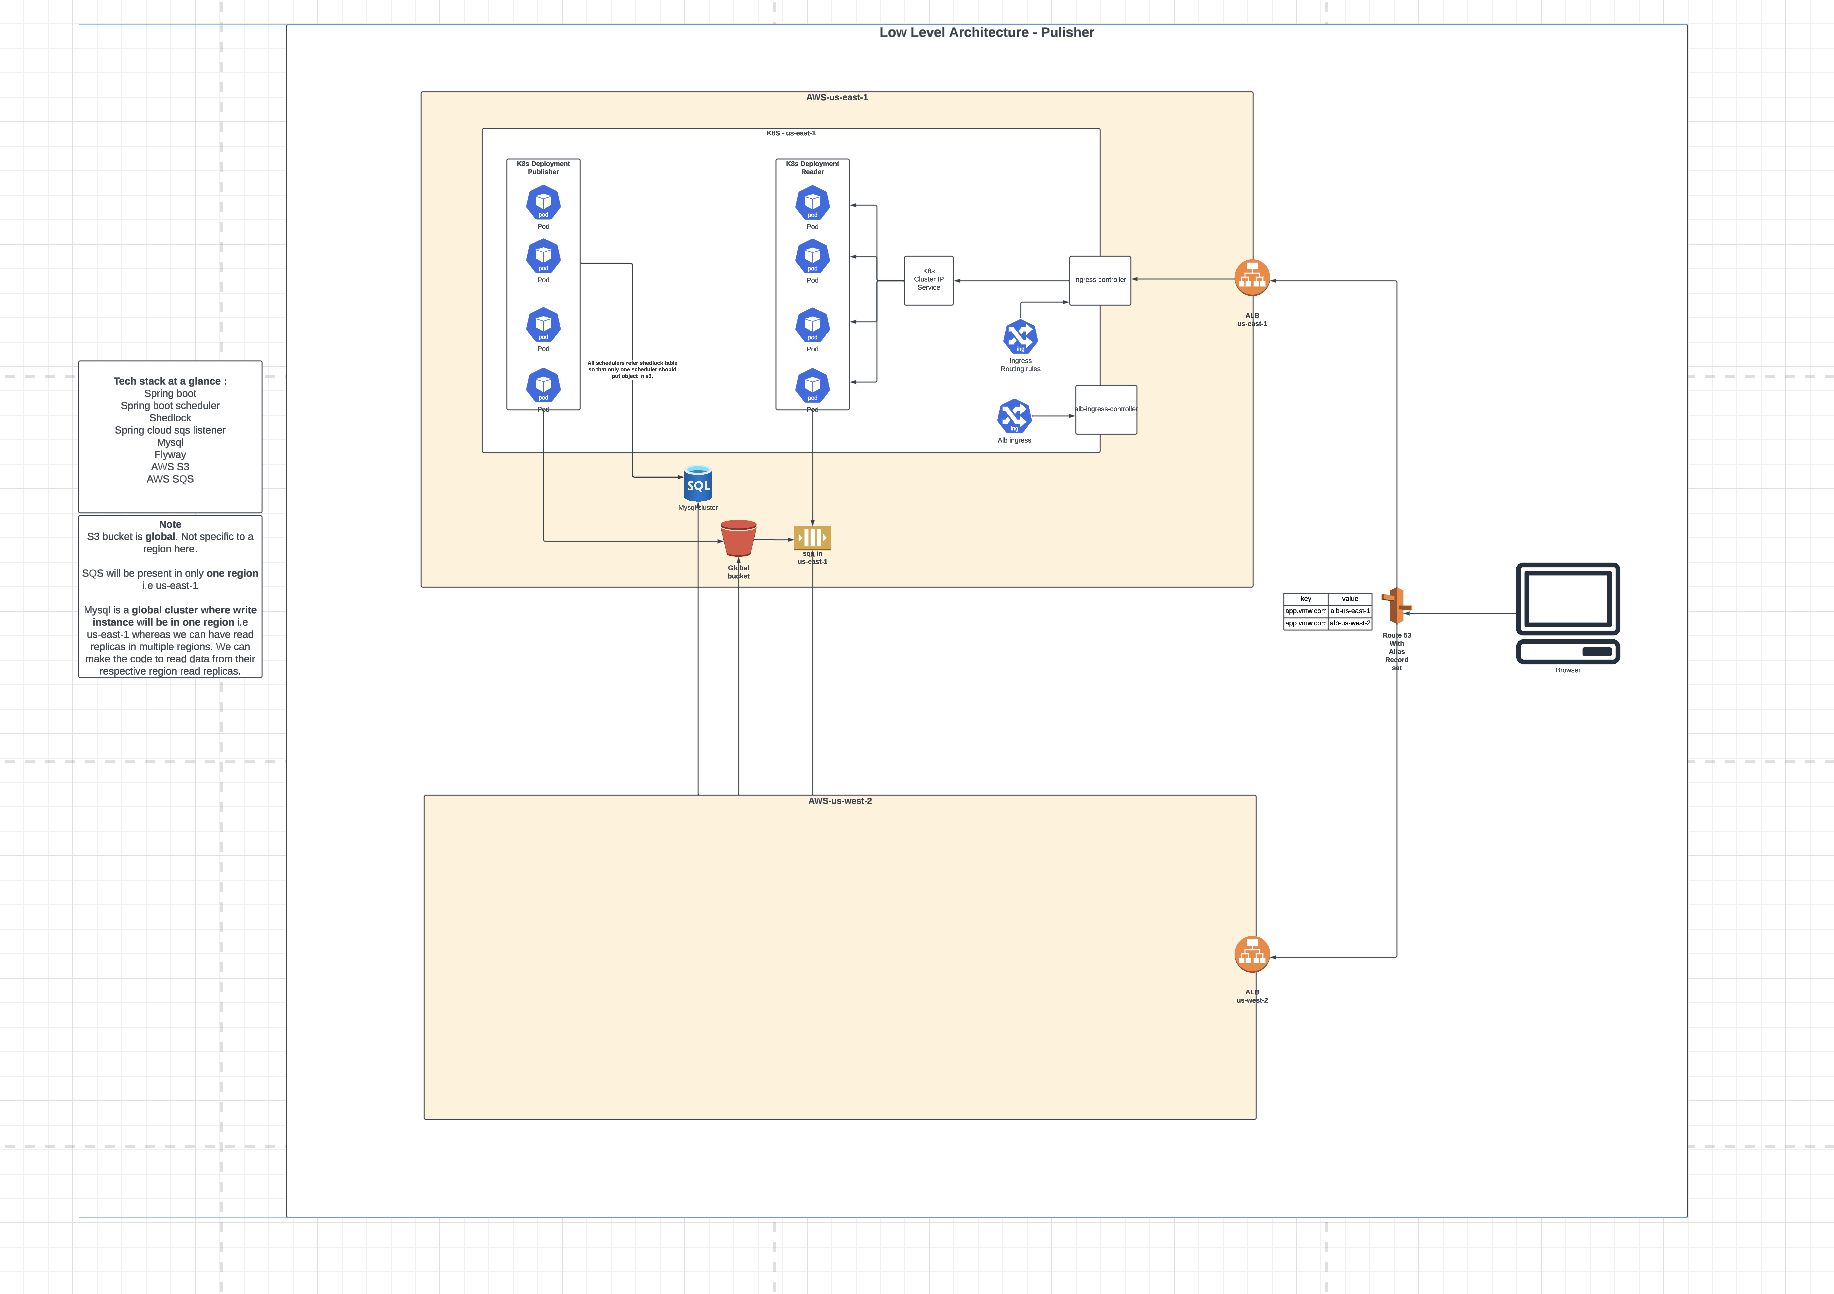 Low Level Architecture - Pulisher
AWS-us-east-1
K8S - us-east-1
K8s Deployment
Publisher
pod
Pod
pod
Pod
pod
Pod
pod
Pod
All schedulers refer shedlock table
so that only one scheduler should
put object in s3.
K8s Deployment
Reader
pod
Pod
pod
Pod
pod
Pod
pod
Pod
K8s
Cluster IP
Service
ingress-controller
ing
Ingress
Routing rules
alb-ingress-controller
ing
Alb ingress
ALB
us-east-1
SQL
Mysql cluster
Global
bucket
sqs in
us-east-1
Tech stack at a glance :
Spring boot
Spring boot scheduler
Shedlock
Spring cloud sqs listener
Mysql
Flyway
AWS S3
AWS SQS
Note
S3 bucket is global. Not specific to a
region here.
SQS will be present in only one region
i.e us-east-1
Mysql is a global cluster where write
instance will be in one region i.e
us-east-1 whereas we can have read
replicas in multiple regions. We can
make the code to read data from their
respective region read replicas.
key value
app.vmw.com alb-us-east-1
app.vmw.com alb-us-west-2
Route 53
With
Alias
Record
set
Browser
AWS-us-west-2
ALB
us-west-2